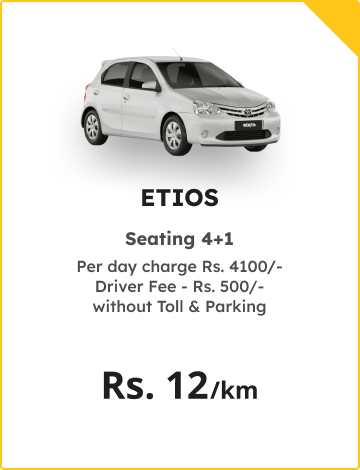 ETIOS
Seating 4+1
Per day charge Rs. 4100/-
Driver Fee - Rs. 500/-
without Toll & Parking
Rs. 12/km